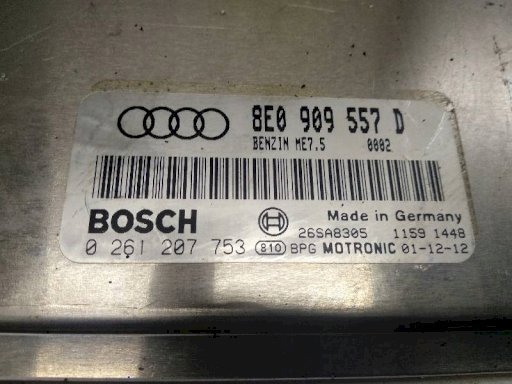 8E0 909 557 D
BENZIN ME7.5 0002
BOSCH Made in Germany
26SA8305 1159 1448
0 261 207 753 810 BPG MOTRONIC 01-12-12